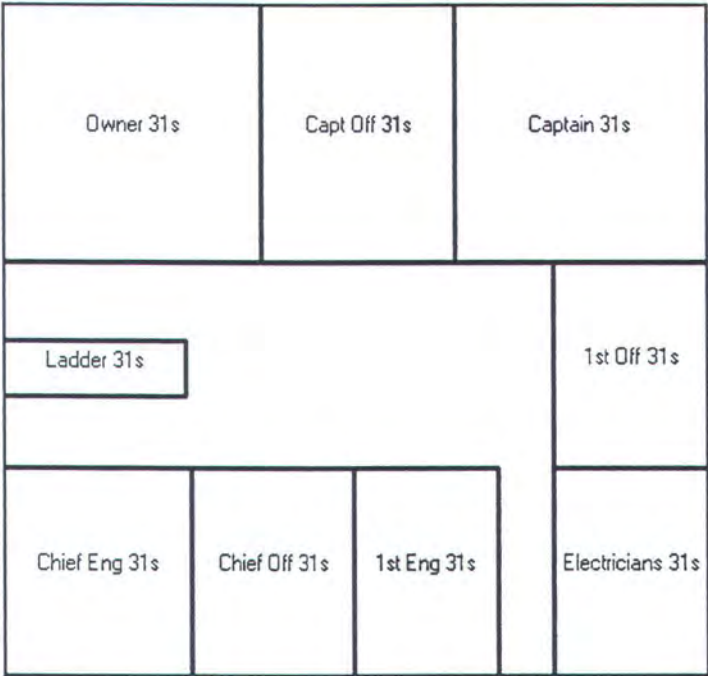 Owner 31s
Capt Off 31s
Captain 31s
Ladder 31s
1st Off 31s
Chief Eng 31s
Chief Off 31s
1st Eng 31s
Electricians 31s